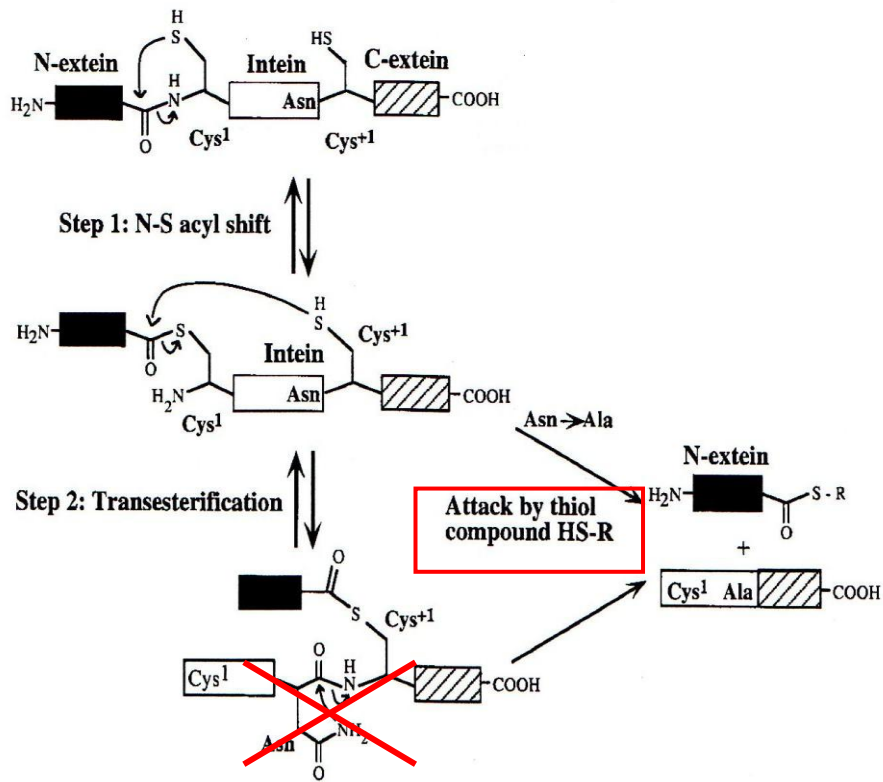 H
S
HS
N-extein
Intein
C-extein
H
H₂N
N
Asn
COOH
O
Cys¹
Cys⁺¹
Step 1: N-S acyl shift
H
S
Cys⁺¹
H₂N
S
O
Intein
H₂N
Asn
COOH
Cys¹
Asn→Ala
N-extein
Step 2: Transesterification
Attack by thiol
compound HS-R
H₂N
S - R
O
+
O
Cys¹ Ala
COOH
S
Cys⁺¹
O
H
Cys¹
N
COOH
NH₂
Asn
O